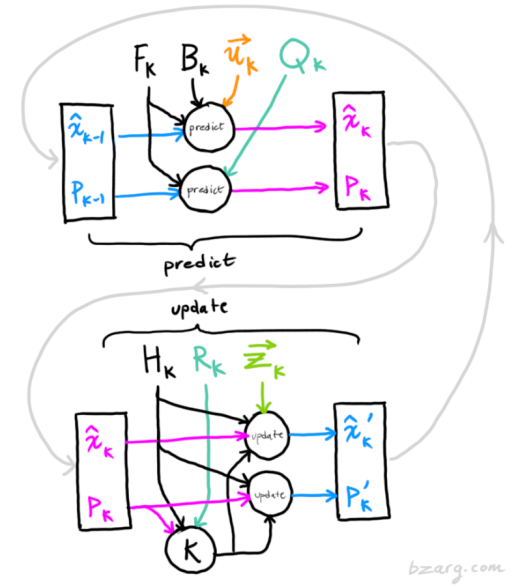 F_k B_k u_k Q_k
x̂_k-1 predict x̂_k
P_k-1 predict P_k
predict
update
H_k R_k z_k
x̂_k update x̂_k'
P_k update P_k'
K
bzarg.com